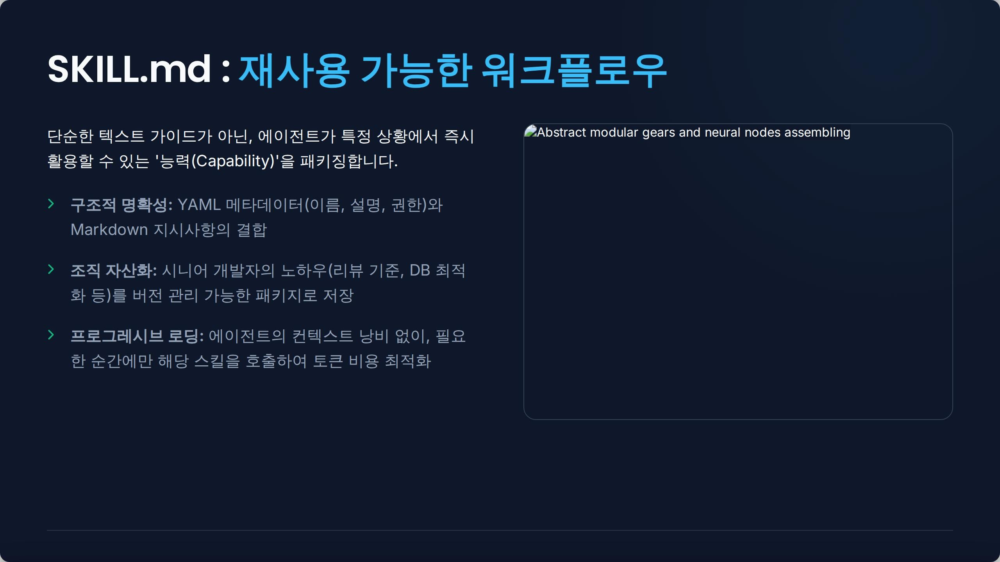 SKILL.md : 재사용 가능한 워크플로우
단순한 텍스트 가이드가 아닌, 에이전트가 특정 상황에서 즉시
활용할 수 있는 '능력(Capability)'을 패키징합니다.
구조적 명확성: YAML 메타데이터(이름, 설명, 권한)와
Markdown 지시사항의 결합
조직 자산화: 시니어 개발자의 노하우(리뷰 기준, DB 최적
화 등)를 버전 관리 가능한 패키지로 저장
프로그레시브 로딩: 에이전트의 컨텍스트 낭비 없이, 필요
한 순간에만 해당 스킬을 호출하여 토큰 비용 최적화
Abstract modular gears and neural nodes assembling